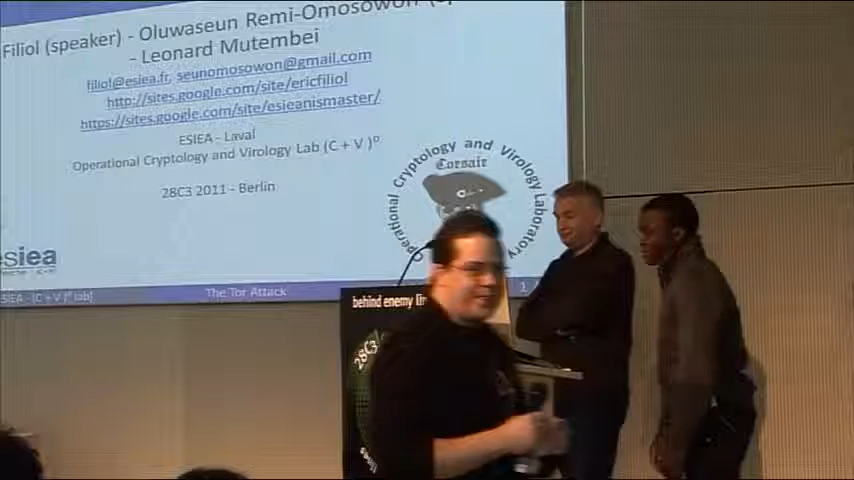 Filiol (speaker) - Oluwaseun Remi-Omosowon
- Leonard Mutembei
filiol@esiea.fr, seunomosowon@gmail.com
http://sites.google.com/site/ericfiliol
https://sites.google.com/site/esieanismaster/
ESIEA - Laval
Operational Cryptology and Virology Lab (C + V)⁰
28C3 2011 - Berlin
Operational Cryptology and Virology Laboratory
Corsair
esiea
The Tor Attack
1
behind enemy
28C3